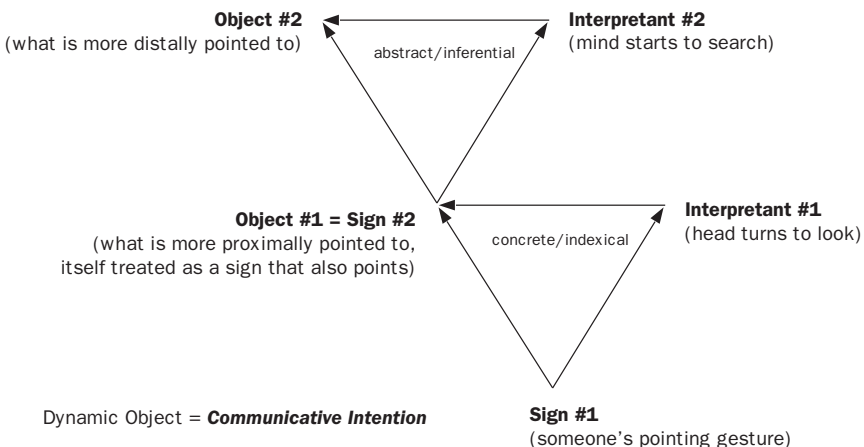 Object #2
(what is more distally pointed to)
Interpretant #2
(mind starts to search)
abstract/inferential
Object #1 = Sign #2
(what is more proximally pointed to,
itself treated as a sign that also points)
Interpretant #1
(head turns to look)
concrete/indexical
Dynamic Object = Communicative Intention
Sign #1
(someone's pointing gesture)